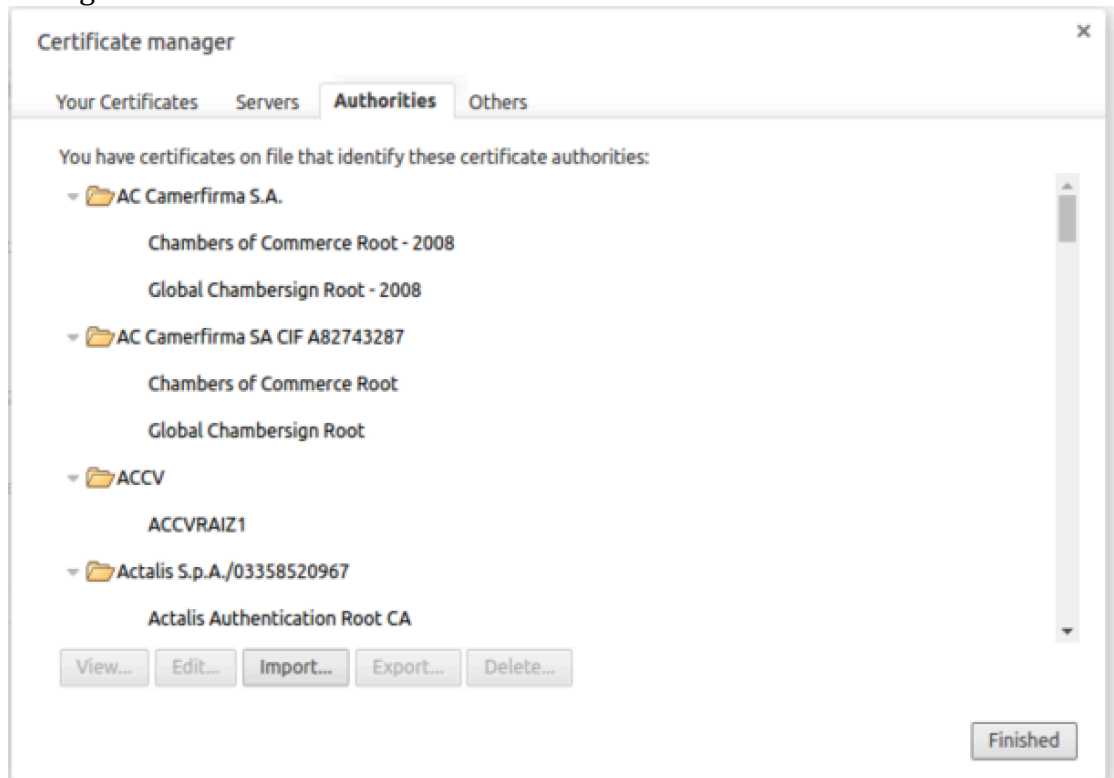 Certificate manager
Your Certificates Servers Authorities Others
You have certificates on file that identify these certificate authorities:
AC Camerfirma S.A.
Chambers of Commerce Root - 2008
Global Chambersign Root - 2008
AC Camerfirma SA CIF A82743287
Chambers of Commerce Root
Global Chambersign Root
ACCV
ACCVRAIZ1
Actalis S.p.A./03358520967
Actalis Authentication Root CA
View... Edit... Import... Export... Delete...
Finished